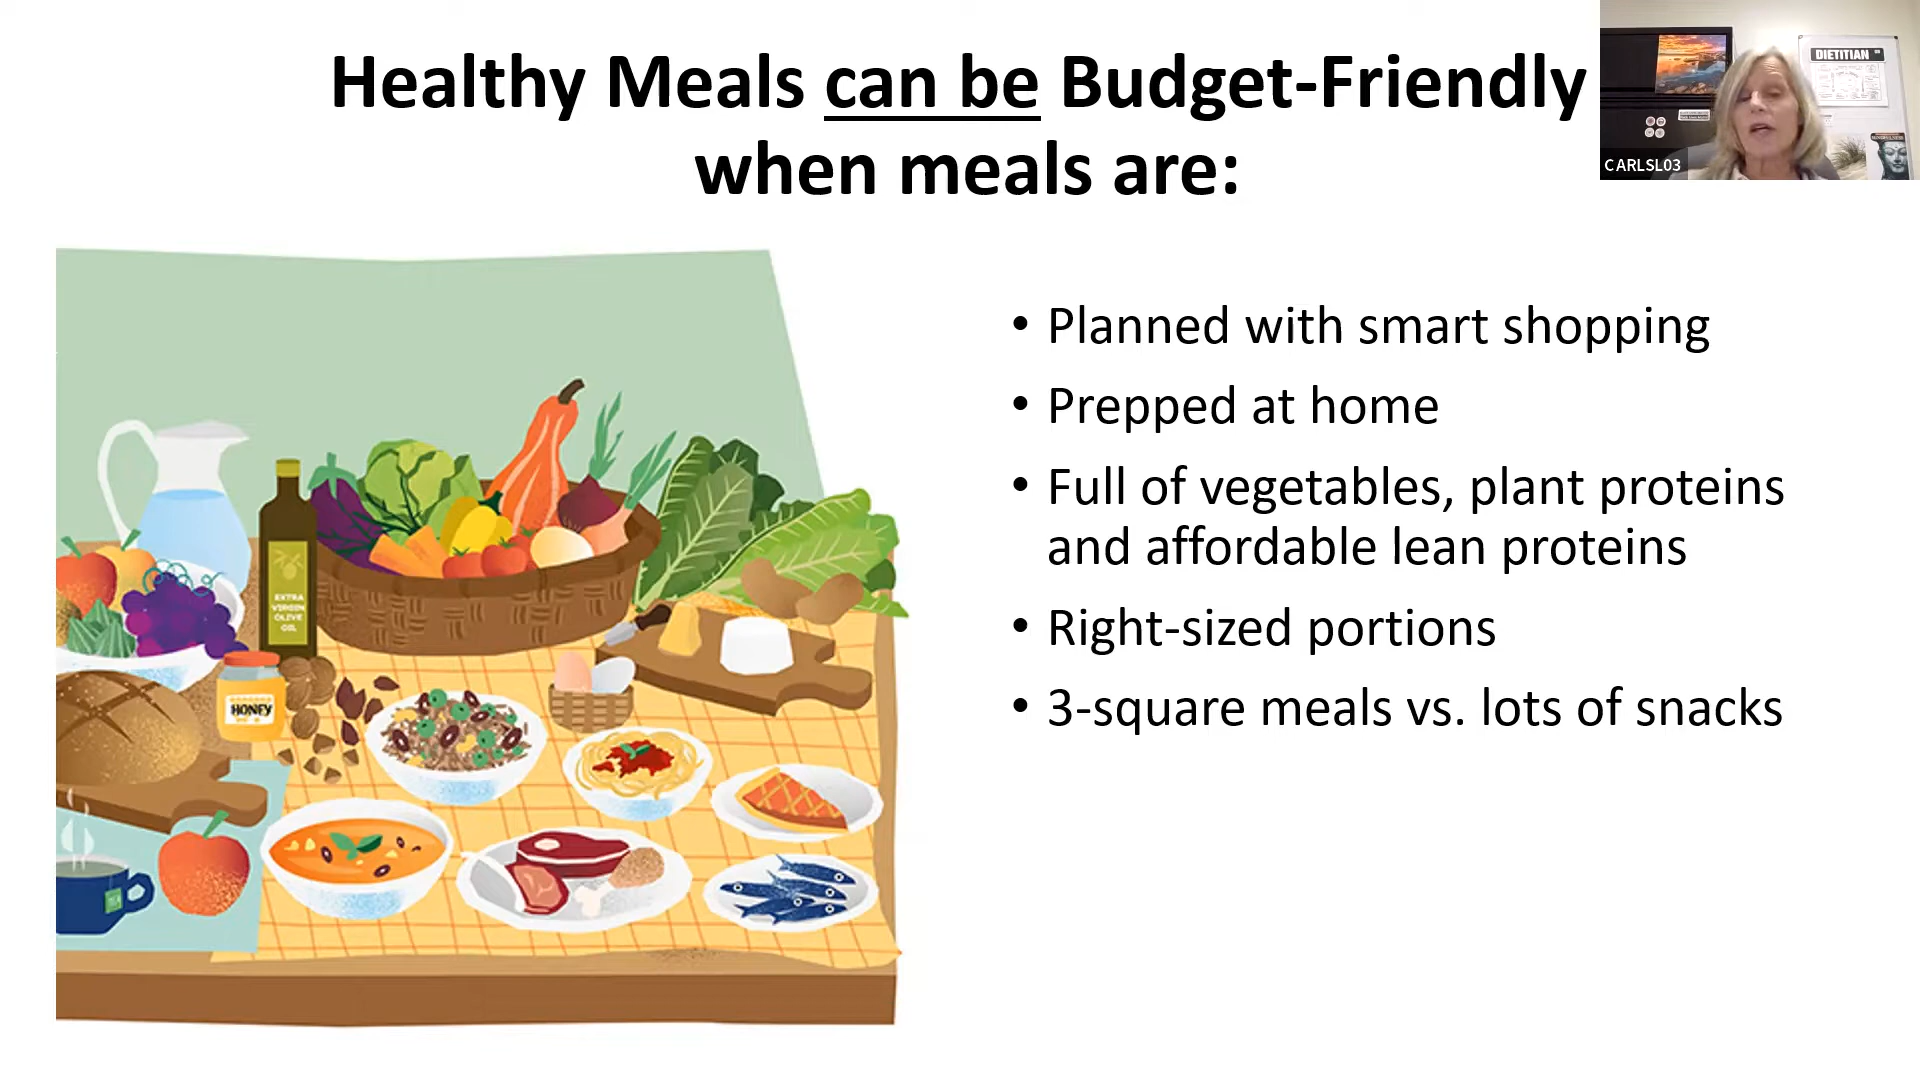 Healthy Meals can be Budget-Friendly
when meals are:
DIETITIAN
CARLSL03
• Planned with smart shopping
• Prepped at home
• Full of vegetables, plant proteins
and affordable lean proteins
• Right-sized portions
• 3-square meals vs. lots of snacks
EXTRA
VIRGIN
OLIVE
OIL
HONEY
TEA